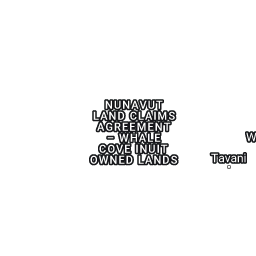 NUNAVUT
LAND CLAIMS
AGREEMENT
– WHALE
COVE INUIT
OWNED LANDS
W
Tavani